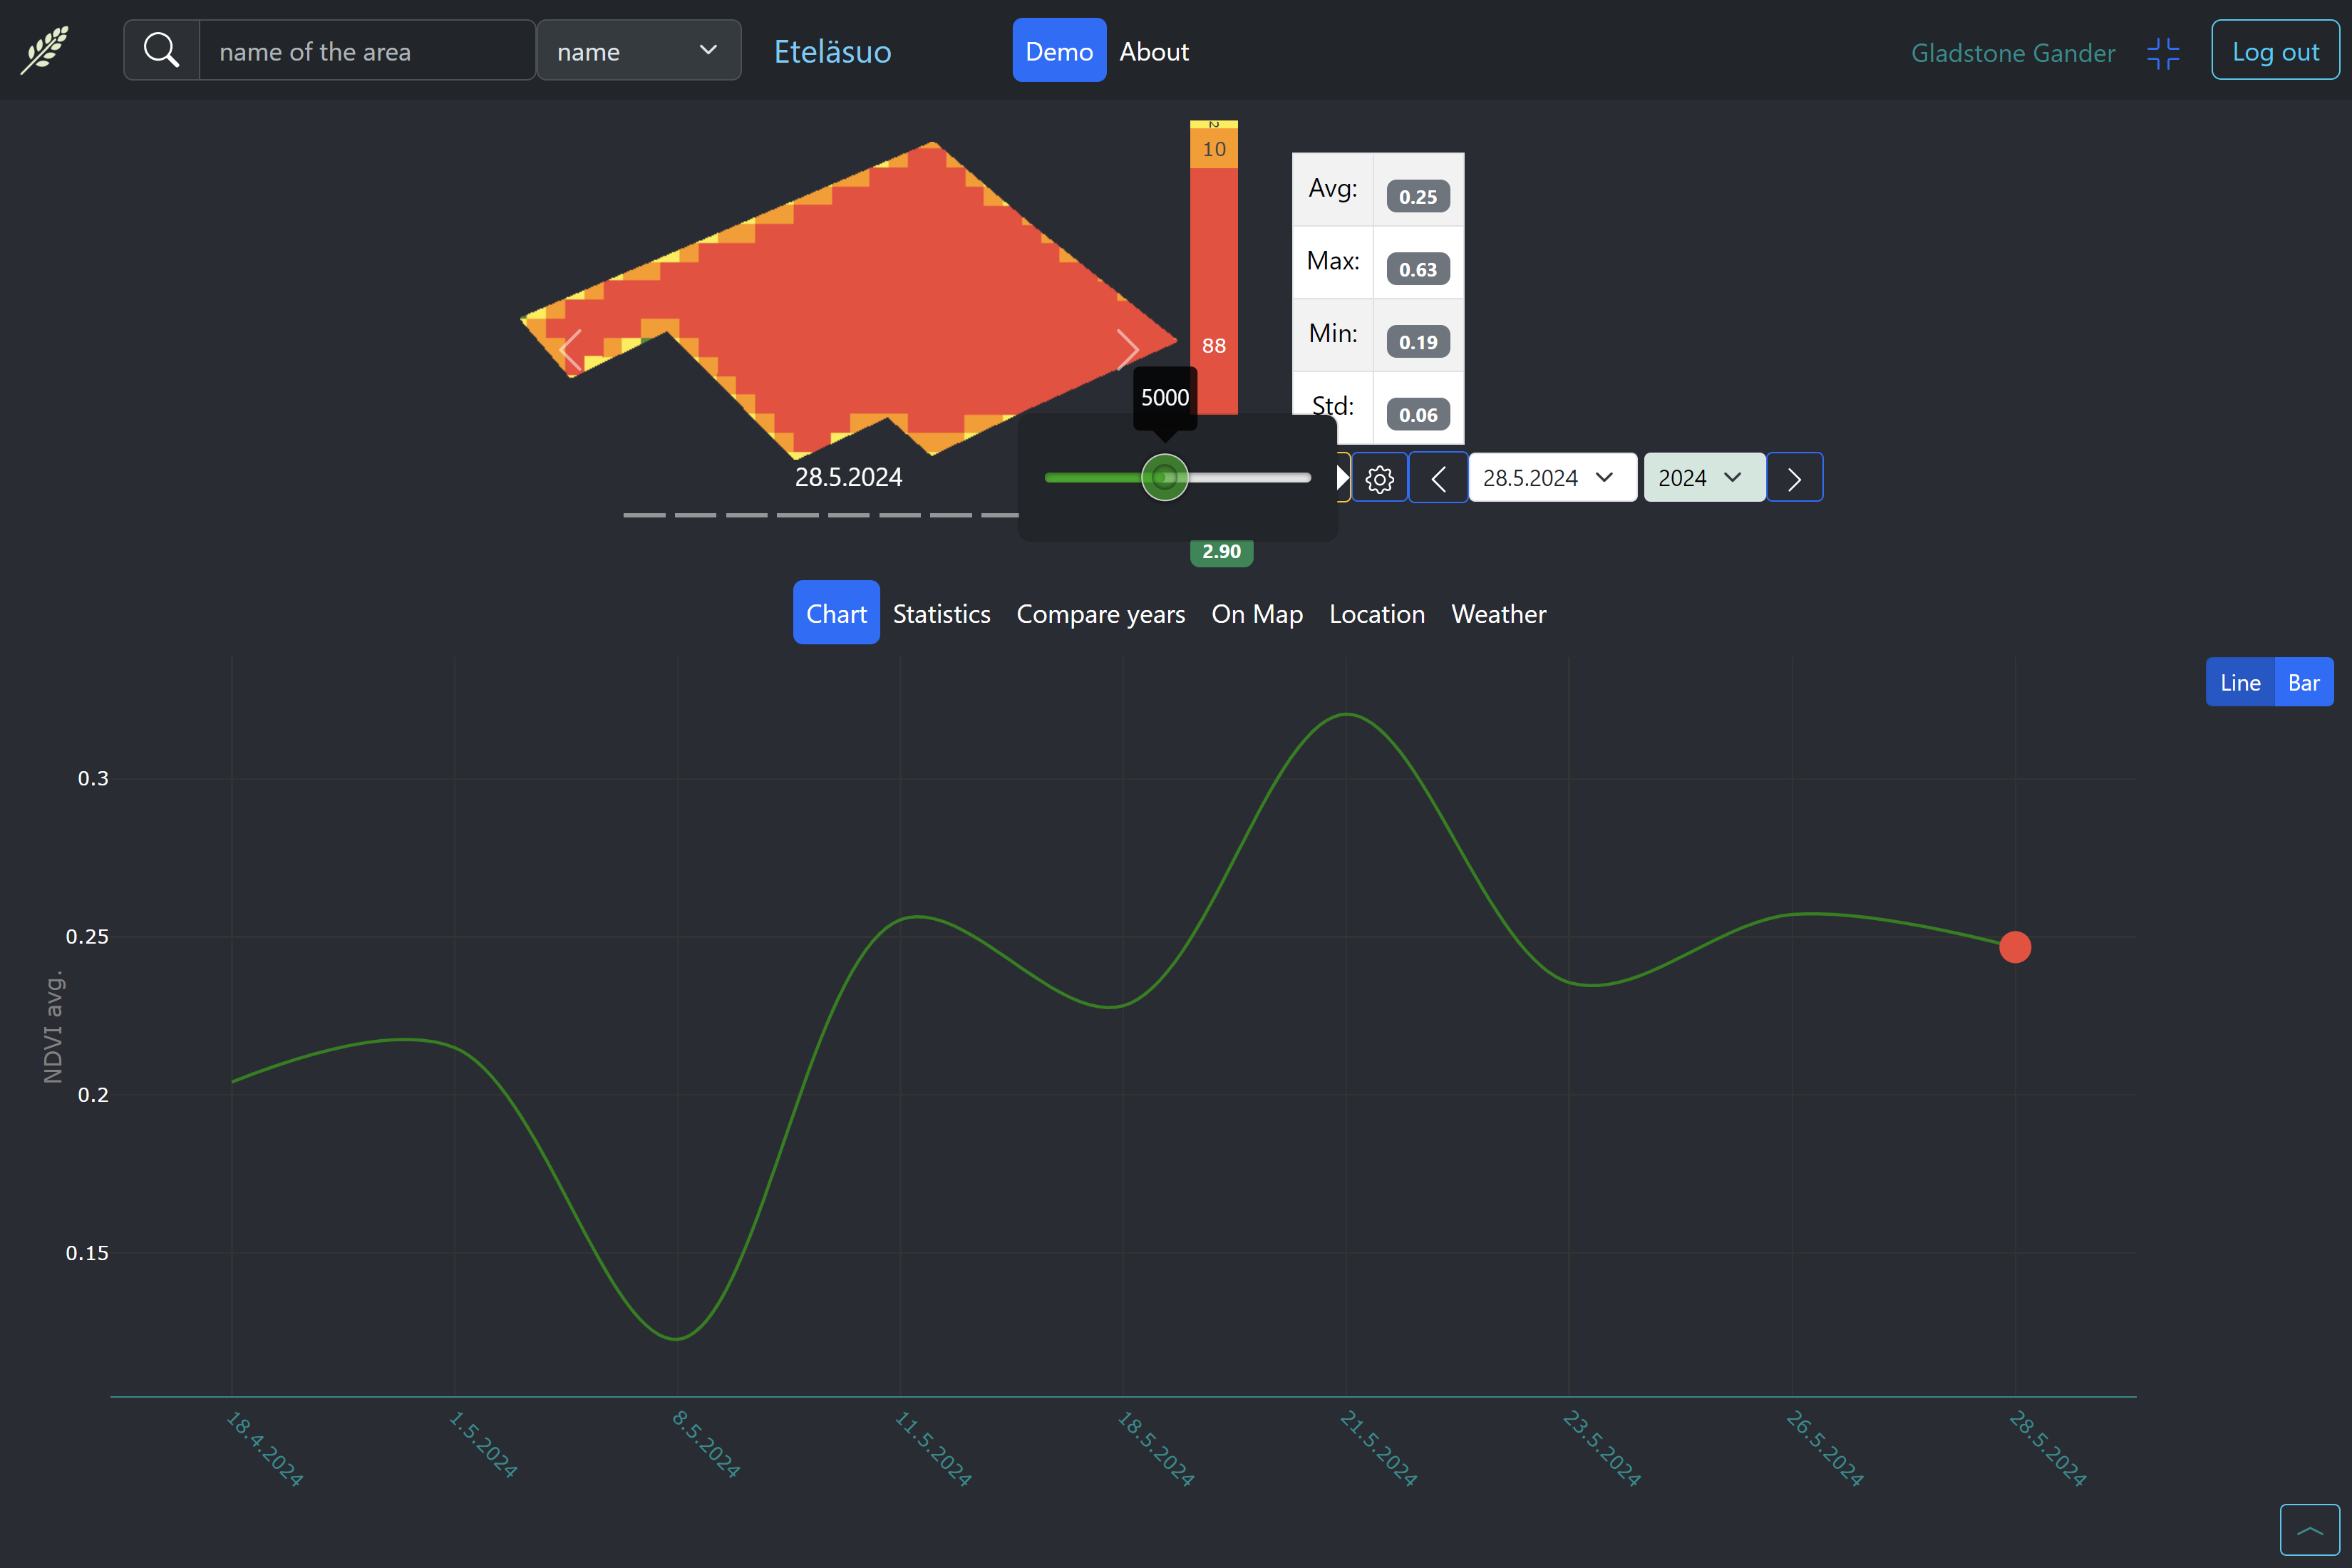 name of the area
name
Eteläsuo
Demo
About
Gladstone Gander
Log out
2
10
88
Avg:
0.25
Max:
0.63
Min:
0.19
Std:
0.06
5000
28.5.2024
28.5.2024
2024
2.90
Chart
Statistics
Compare years
On Map
Location
Weather
Line
Bar
0.3
0.25
0.2
0.15
NDVI avg.
18.4.2024
1.5.2024
8.5.2024
11.5.2024
18.5.2024
21.5.2024
23.5.2024
26.5.2024
28.5.2024